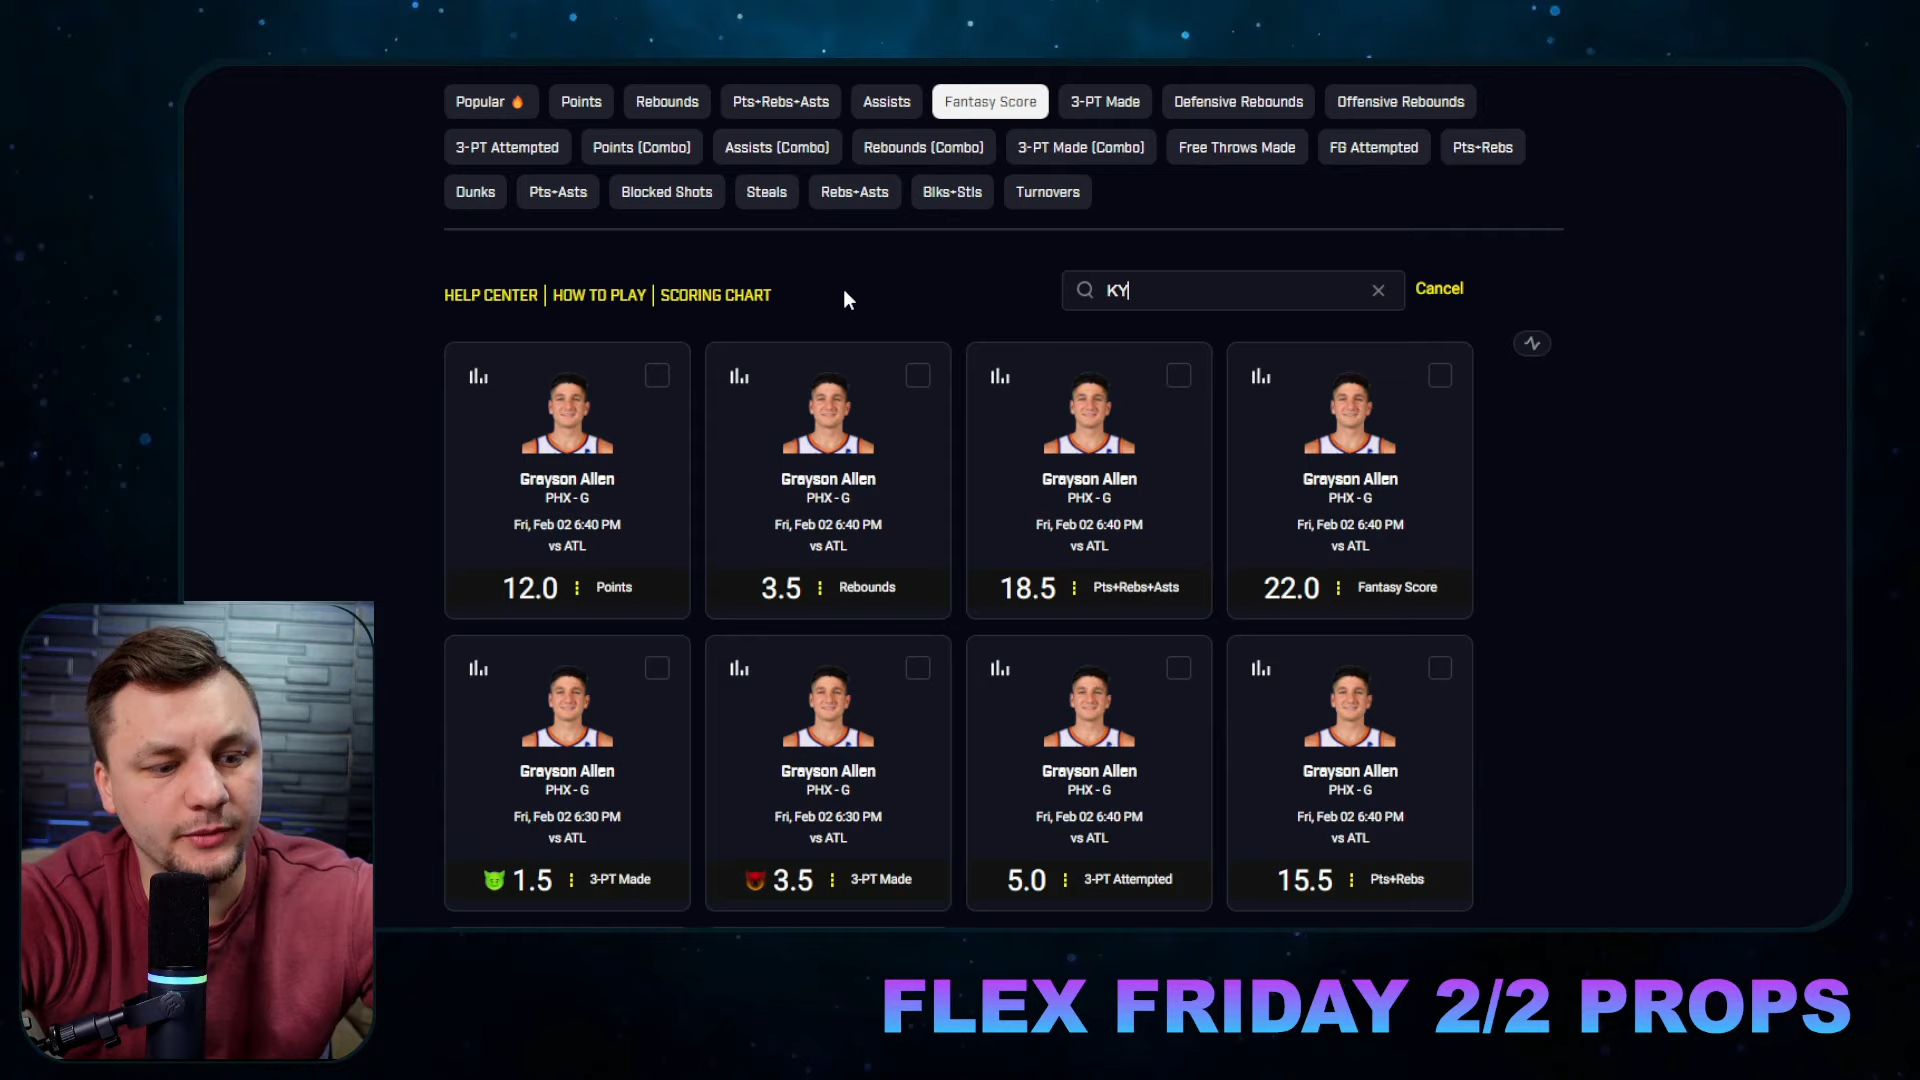 Popular Points Rebounds Pts+Rebs+Asts Assists Fantasy Score 3-PT Made Defensive Rebounds Offensive Rebounds
3-PT Attempted Points (Combo) Assists (Combo) Rebounds (Combo) 3-PT Made (Combo) Free Throws Made FG Attempted Pts+Rebs
Dunks Pts+Asts Blocked Shots Steals Rebs+Asts Blks+Stls Turnovers
HELP CENTER | HOW TO PLAY | SCORING CHART KY Cancel
Grayson Allen Grayson Allen Grayson Allen Grayson Allen
PHX - G PHX - G PHX - G PHX - G
Fri, Feb 02 6:40 PM Fri, Feb 02 6:40 PM Fri, Feb 02 6:40 PM Fri, Feb 02 6:40 PM
vs ATL vs ATL vs ATL vs ATL
12.0 Points 3.5 Rebounds 18.5 Pts+Rebs+Asts 22.0 Fantasy Score
Grayson Allen Grayson Allen Grayson Allen Grayson Allen
PHX - G PHX - G PHX - G PHX - G
Fri, Feb 02 6:30 PM Fri, Feb 02 6:30 PM Fri, Feb 02 6:40 PM Fri, Feb 02 6:40 PM
vs ATL vs ATL vs ATL vs ATL
1.5 3-PT Made 3.5 3-PT Made 5.0 3-PT Attempted 15.5 Pts+Rebs
FLEX FRIDAY 2/2 PROPS